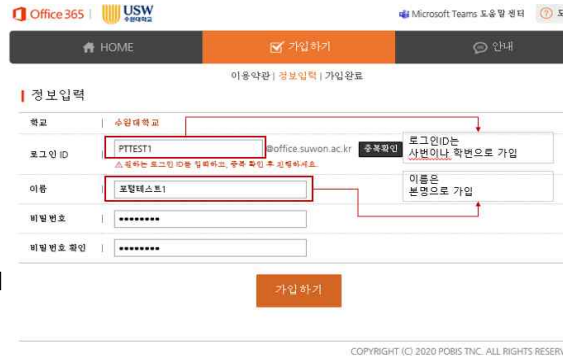 Office 365 | USW 수원대학교
Microsoft Teams 도움말 센터
HOME 가입하기 안내
이용약관 | 정보입력 | 가입완료
정보입력
학교 | 수원대학교
로그인 ID | PTTEST1 @office.suwon.ac.kr 중복확인
⚠ 원하는 로그인 ID를 입력하고, 중복 확인 후 진행하세요.
로그인ID는
사번이나 학번으로 가입
이름 | 포털테스트1
이름은
본명으로 가입
비밀번호 | ••••••••
비밀번호 확인 | ••••••••
가입하기
COPYRIGHT (C) 2020 POBIS TNC. ALL RIGHTS RESERV